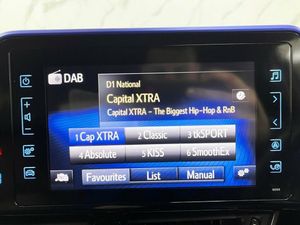 DAB
D1 National
Capital XTRA
Capital XTRA - The Biggest Hip-Hop & RnB
1 Cap XTRA
2 Classic
3 tkSPORT
4 Absolute
5 KISS
6 SmoothEx
Favourites
List
Manual